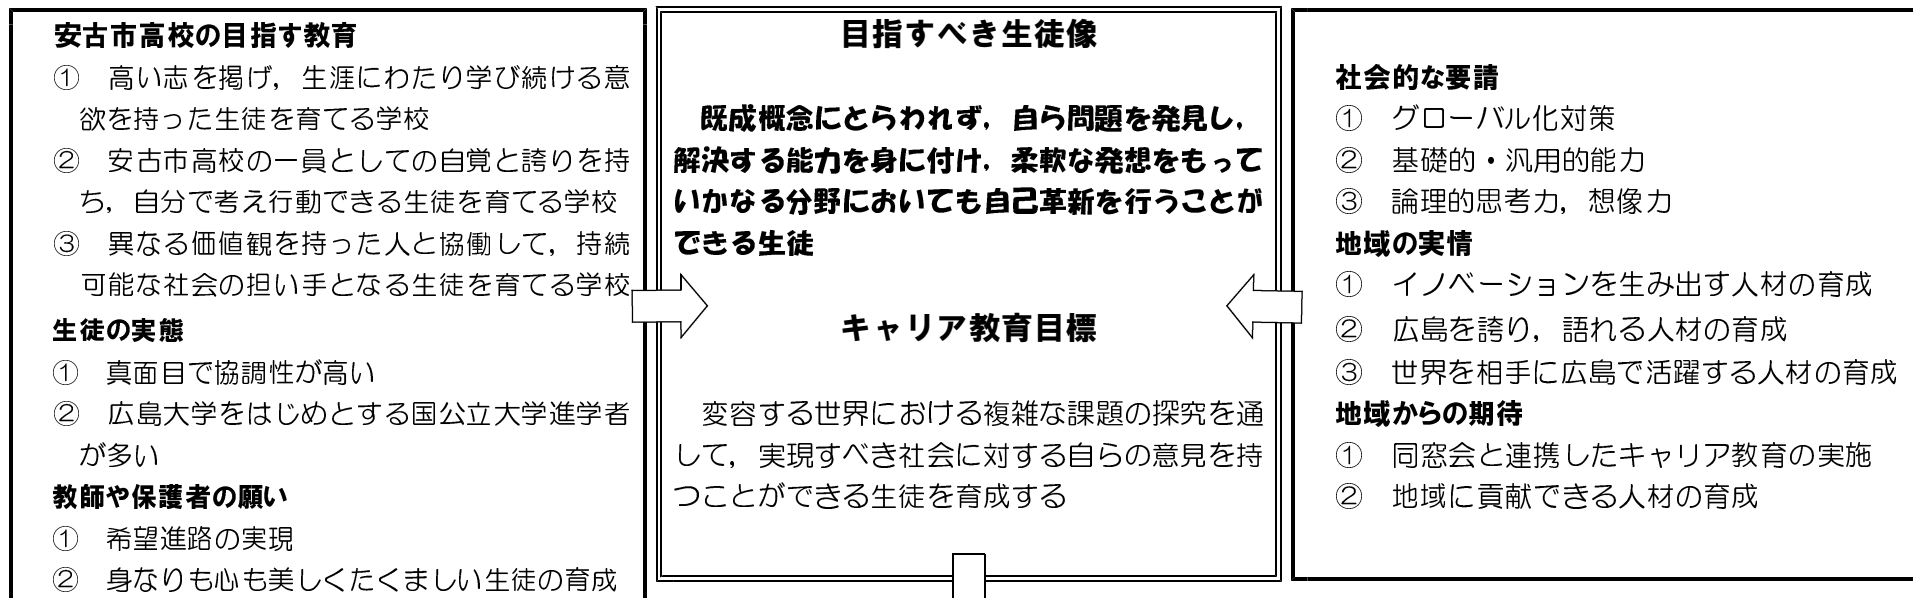 安古市高校の目指す教育
① 高い志を掲げ，生涯にわたり学び続ける意
欲を持った生徒を育てる学校
② 安古市高校の一員としての自覚と誇りを持
ち，自分で考え行動できる生徒を育てる学校
③ 異なる価値観を持った人と協働して，持続
可能な社会の担い手となる生徒を育てる学校
生徒の実態
① 真面目で協調性が高い
② 広島大学をはじめとする国公立大学進学者
が多い
教師や保護者の願い
① 希望進路の実現
② 身なりも心も美しくたくましい生徒の育成
目指すべき生徒像
既成概念にとらわれず，自ら問題を発見し，
解決する能力を身に付け，柔軟な発想をもって
いかなる分野においても自己革新を行うことが
できる生徒
キャリア教育目標
変容する世界における複雑な課題の探究を通
して，実現すべき社会に対する自らの意見を持
つことができる生徒を育成する
社会的な要請
① グローバル化対策
② 基礎的・汎用的能力
③ 論理的思考力，想像力
地域の実情
① イノベーションを生み出す人材の育成
② 広島を誇り，語れる人材の育成
③ 世界を相手に広島で活躍する人材の育成
地域からの期待
① 同窓会と連携したキャリア教育の実施
② 地域に貢献できる人材の育成